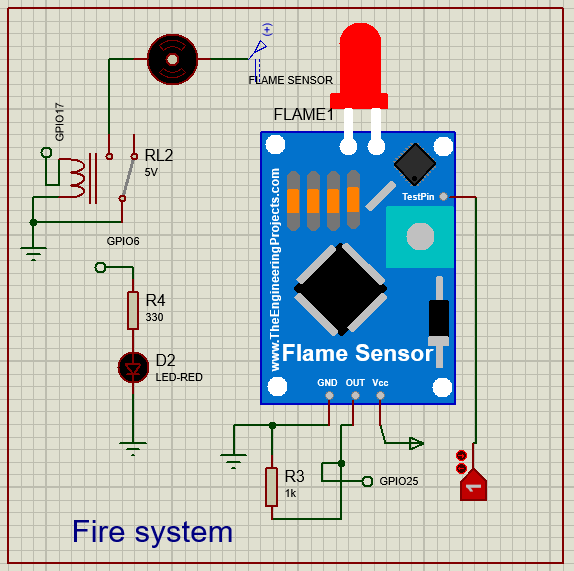 FLAME SENSOR
FLAME1
GPIO17
RL2
5V
TestPin
www.TheEngineeringProjects.com
GPIO6
R4
330
D2
LED-RED
Flame Sensor
GND OUT Vcc
R3
1k
GPIO25
1
Fire system